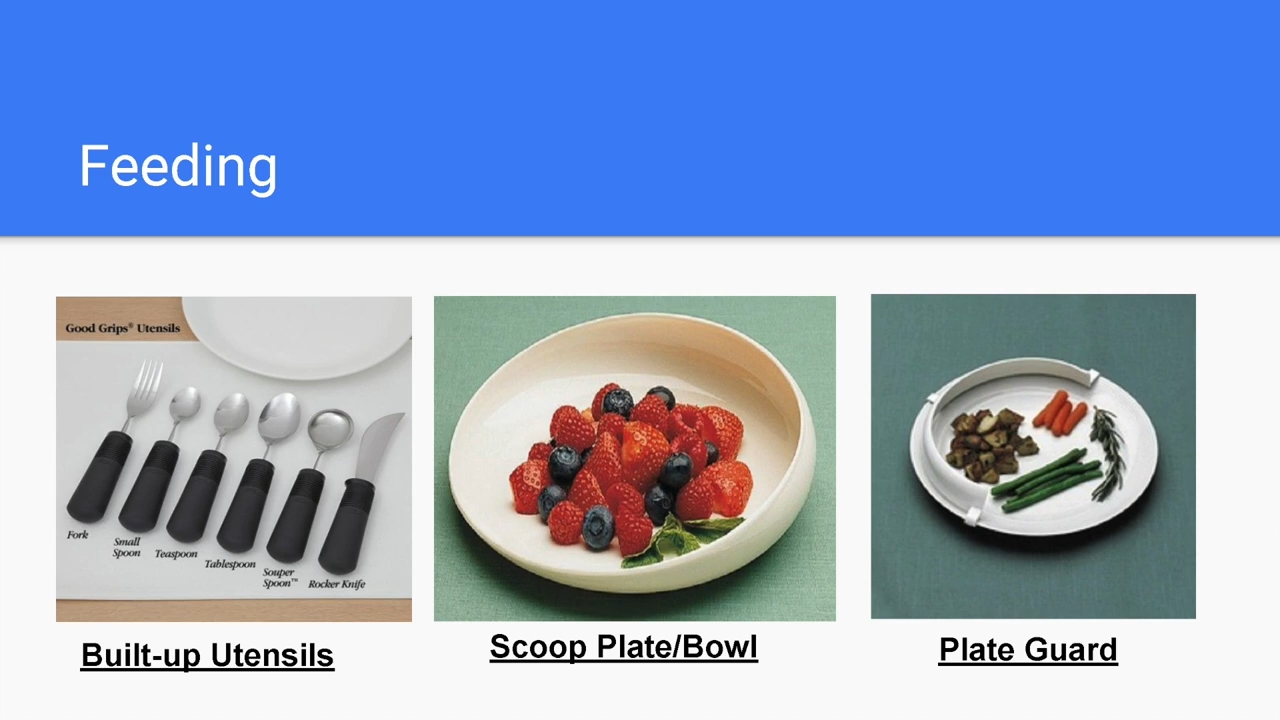 Feeding
Good Grips® Utensils
Fork
Small
Spoon
Teaspoon
Tablespoon
Souper
Spoon™
Rocker Knife
Built-up Utensils
Scoop Plate/Bowl
Plate Guard